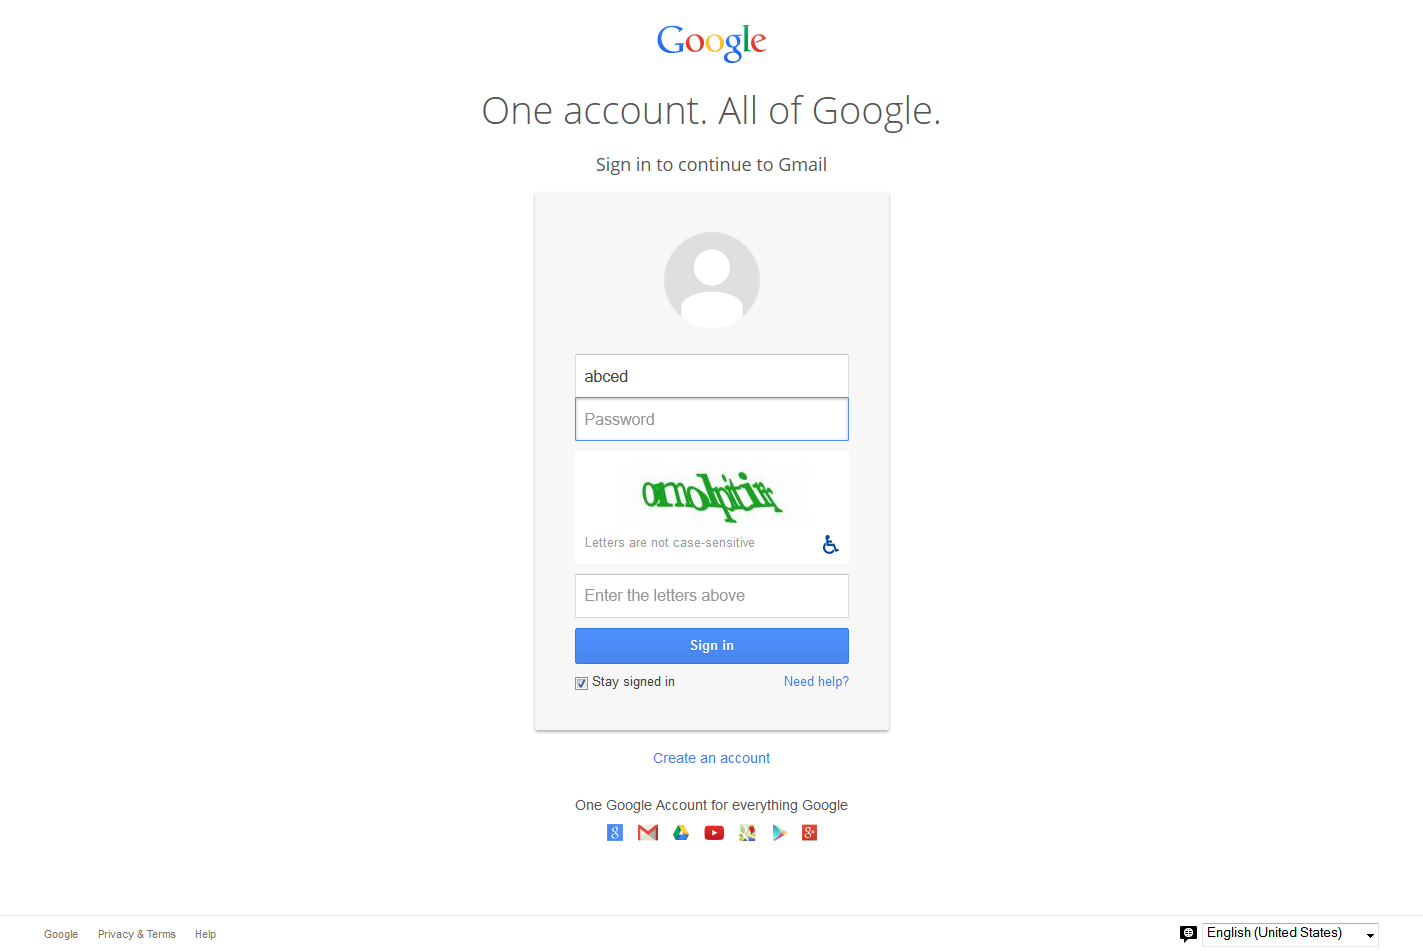 Google
One account. All of Google.
Sign in to continue to Gmail
abced
Password
Letters are not case-sensitive
Enter the letters above
Sign in
Stay signed in Need help?
Create an account
One Google Account for everything Google
Google Privacy & Terms Help English (United States)